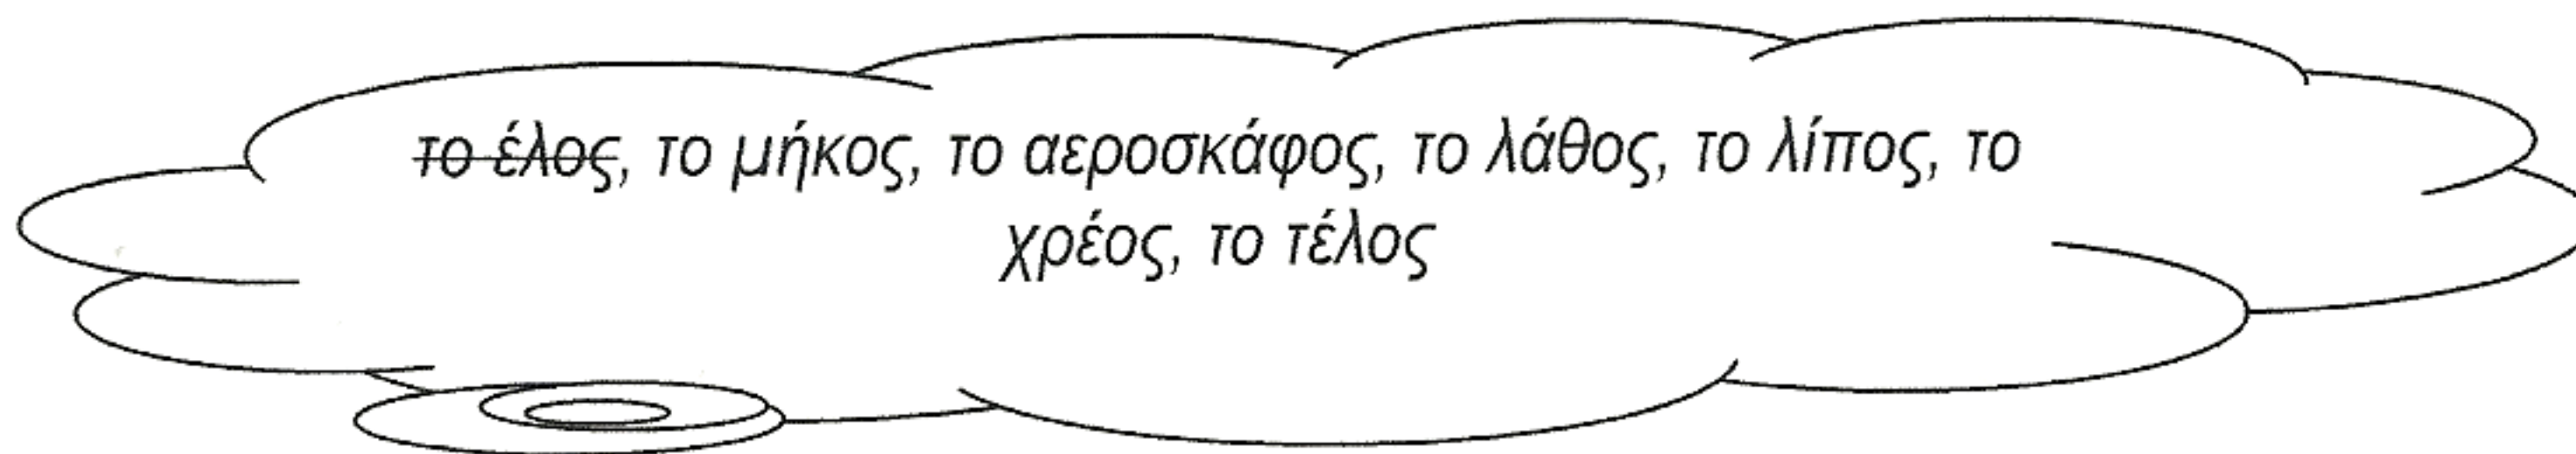 το έλος, το μήκος, το αεροσκάφος, το λάθος, το λίπος, το
χρέος, το τέλος